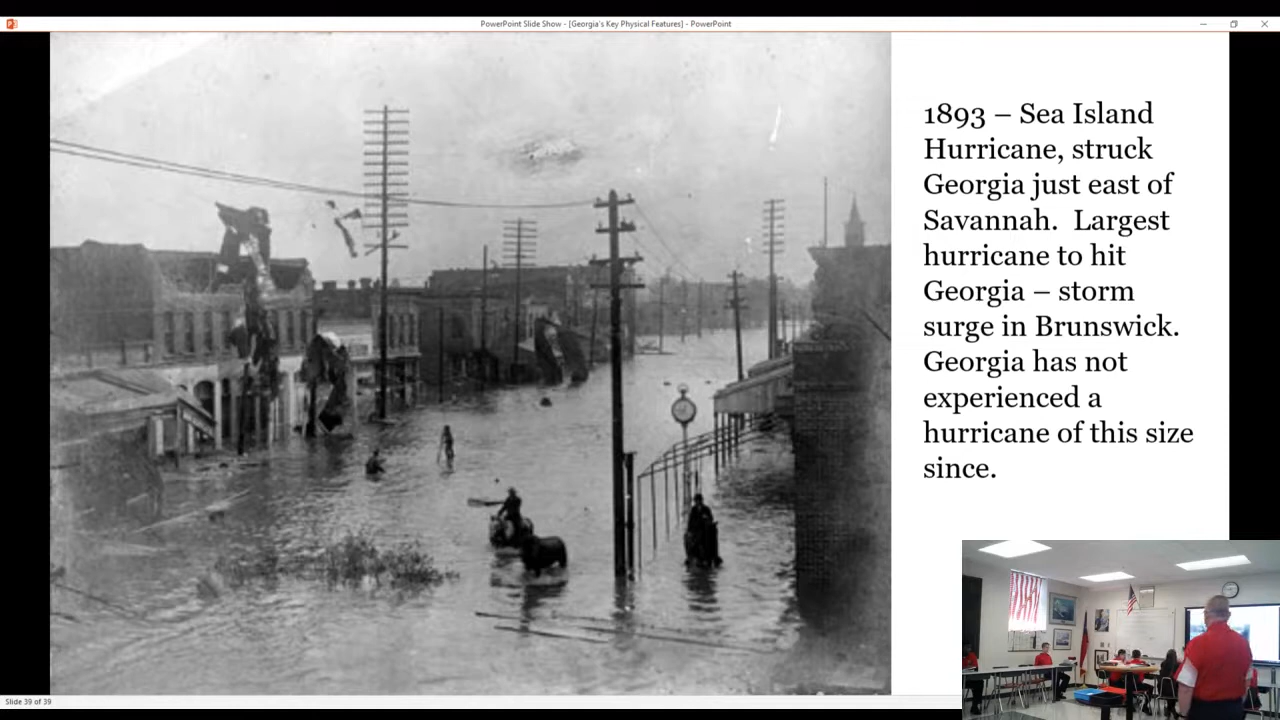 PowerPoint Slide Show - [Georgia's Key Physical Features] - PowerPoint
1893 – Sea Island
Hurricane, struck
Georgia just east of
Savannah.  Largest
hurricane to hit
Georgia – storm
surge in Brunswick.
Georgia has not
experienced a
hurricane of this size
since.
Slide 39 of 39